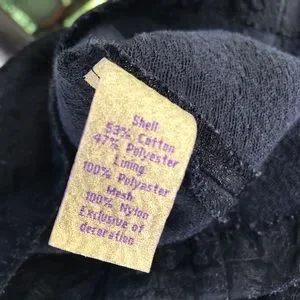 Shell
53% Cotton
47% Polyester
Lining
100% Polyester
Mesh
100% Nylon
Exclusive of
decoration